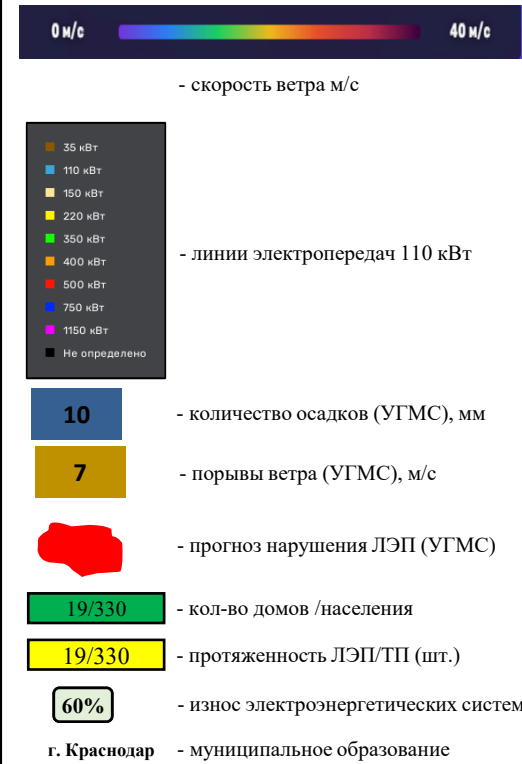 0 м/с 40 м/с
- скорость ветра м/с
35 кВт
110 кВт
150 кВт
220 кВт
350 кВт
400 кВт
500 кВт
750 кВт
1150 кВт
Не определено
- линии электропередач 110 кВт
10 - количество осадков (УГМС), мм
7 - порывы ветра (УГМС), м/с
- прогноз нарушения ЛЭП (УГМС)
19/330 - кол-во домов /населения
19/330 - протяженность ЛЭП/ТП (шт.)
60% - износ электроэнергетических систем
г. Краснодар - муниципальное образование